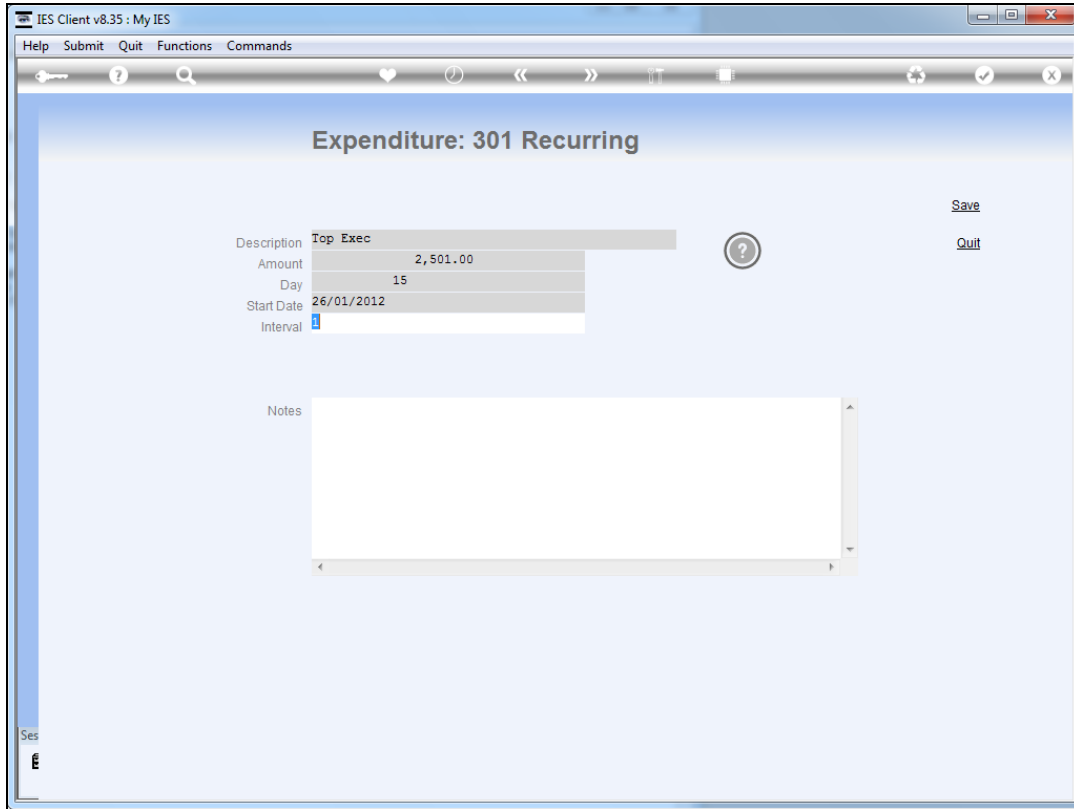 IES Client v8.35 : My IES
Help Submit Quit Functions Commands
Expenditure: 301 Recurring
Save
Description Top Exec
Quit
Amount 2,501.00
Day 15
Start Date 26/01/2012
Interval 1
Notes
Ses